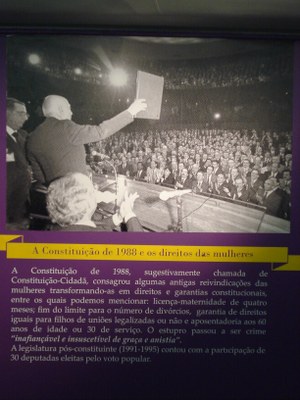 A Constituição de 1988 e os direitos das mulheres
A Constituição de 1988, sugestivamente chamada de
Constituição-Cidadã, consagrou algumas antigas reivindicações das
mulheres transformando-as em direitos e garantias constitucionais,
entre os quais podemos mencionar: licença-maternidade de quatro
meses; fim do limite para o número de divórcios, garantia de direitos
iguais para filhos de uniões legalizadas ou não e aposentadoria aos 60
anos de idade ou 30 de serviço. O estupro passou a ser crime
"inafiançável e insuscetível de graça e anistia".
A legislatura pós-constituinte (1991-1995) contou com a participação de
30 deputadas eleitas pelo voto popular.